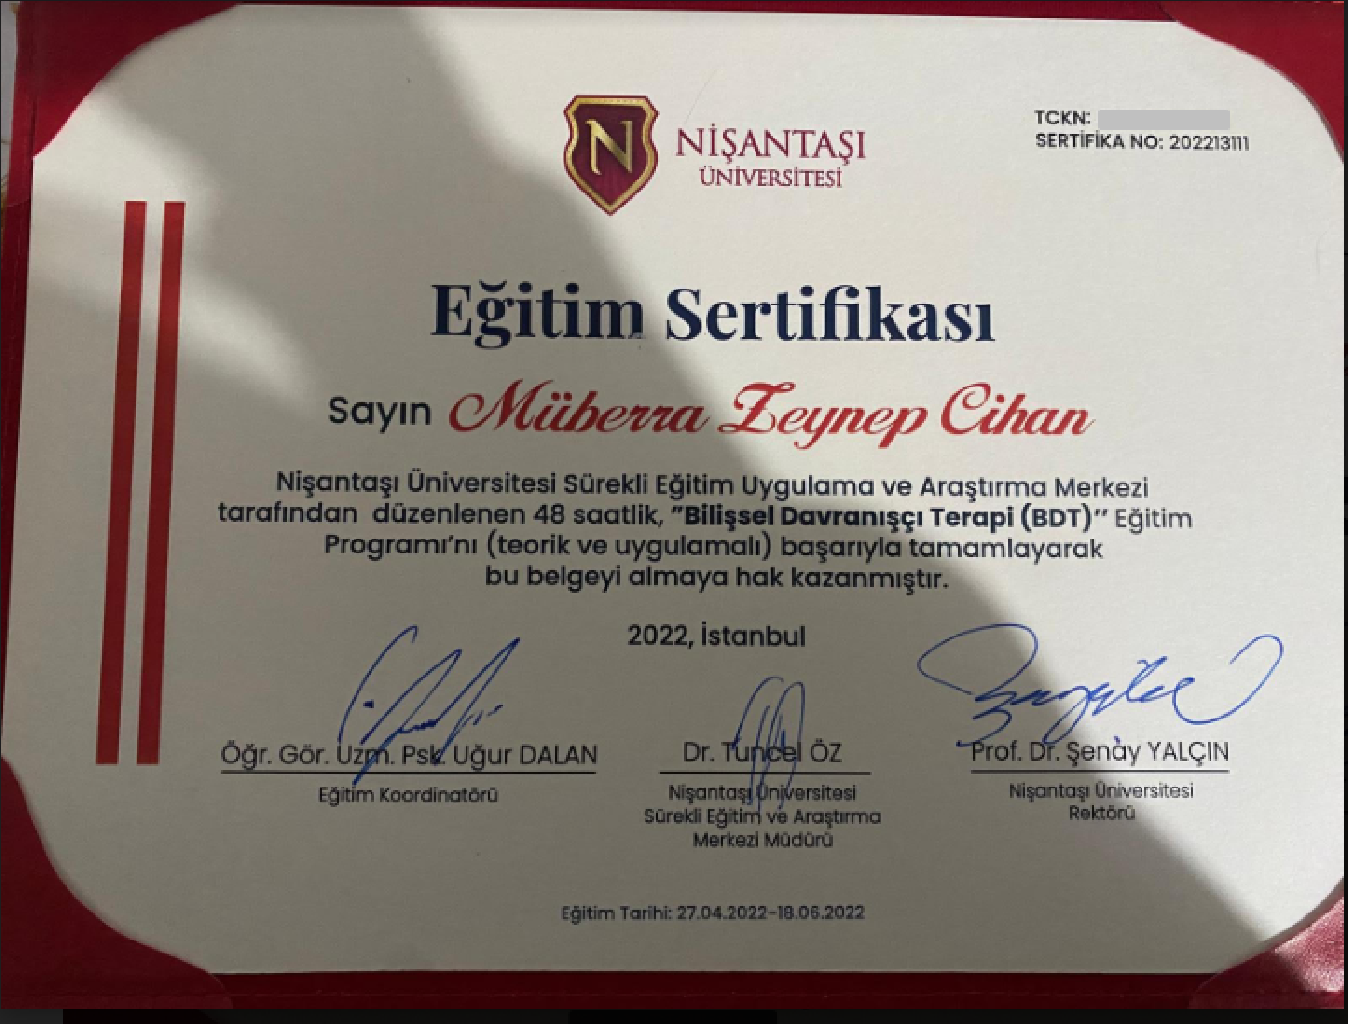 N
NİŞANTAŞI
ÜNİVERSİTESİ
TCKN:
SERTİFİKA NO: 202213111
Eğitim Sertifikası
Sayın Müberra Zeynep Cihan
Nişantaşı Üniversitesi Sürekli Eğitim Uygulama ve Araştırma Merkezi
tarafından düzenlenen 48 saatlik, "Bilişsel Davranışçı Terapi (BDT)" Eğitim
Programı'nı (teorik ve uygulamalı) başarıyla tamamlayarak
bu belgeyi almaya hak kazanmıştır.
2022, İstanbul
Öğr. Gör. Uzm. Psk. Uğur DALAN
Eğitim Koordinatörü
Dr. Tuncel ÖZ
Nişantaşı Üniversitesi
Sürekli Eğitim ve Araştırma
Merkezi Müdürü
Prof. Dr. Şenay YALÇIN
Nişantaşı Üniversitesi
Rektörü
Eğitim Tarihi: 27.04.2022-18.06.2022